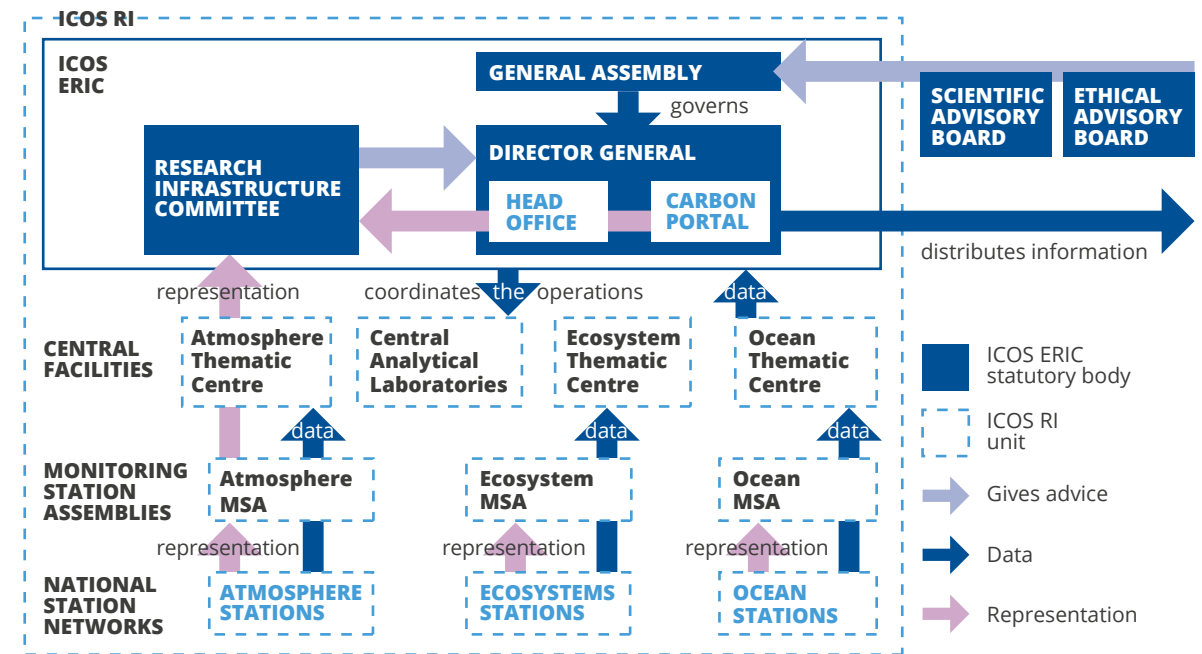 ICOS RI
ICOS
ERIC
GENERAL ASSEMBLY
governs
SCIENTIFIC
ADVISORY
BOARD
ETHICAL
ADVISORY
BOARD
RESEARCH
INFRASTRUCTURE
COMMITTEE
DIRECTOR GENERAL
HEAD
OFFICE
CARBON
PORTAL
distributes information
representation
coordinates the operations
data
CENTRAL
FACILITIES
Atmosphere
Thematic
Centre
Central
Analytical
Laboratories
Ecosystem
Thematic
Centre
Ocean
Thematic
Centre
data
data
data
MONITORING
STATION
ASSEMBLIES
Atmosphere
MSA
Ecosystem
MSA
Ocean
MSA
representation
representation
representation
NATIONAL
STATION
NETWORKS
ATMOSPHERE
STATIONS
ECOSYSTEMS
STATIONS
OCEAN
STATIONS
ICOS ERIC
statutory body
ICOS RI
unit
Gives advice
Data
Representation